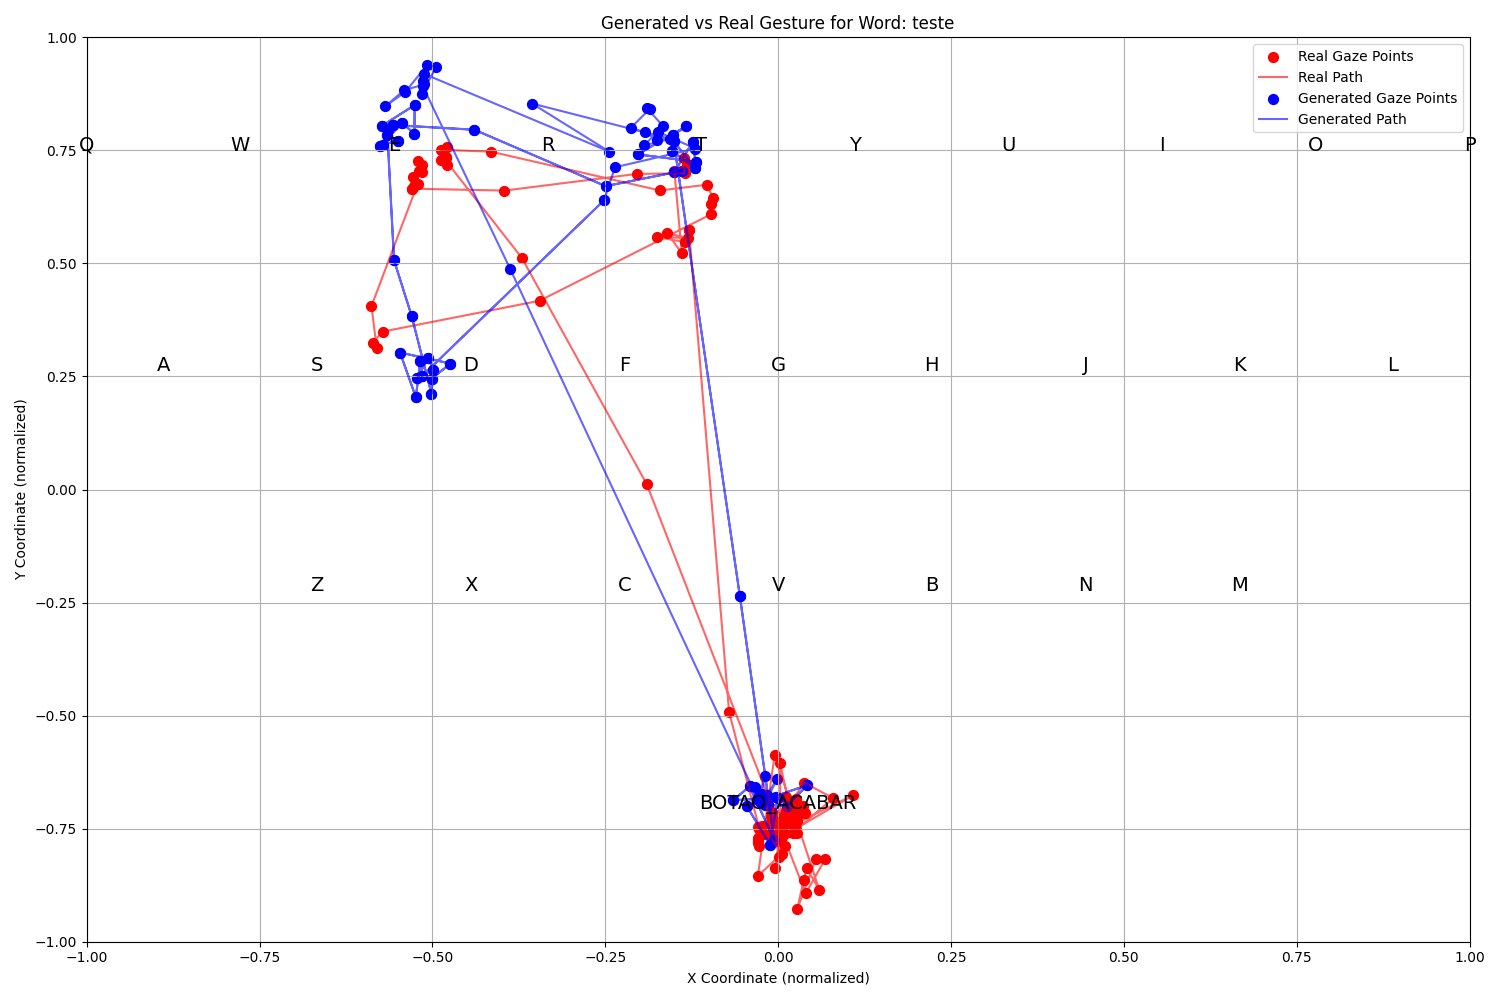 Generated vs Real Gesture for Word: teste
1.00
Real Gaze Points
Real Path
Generated Gaze Points
Generated Path
Q W E R T Y U I O P
0.75
0.50
A S D F G H J K L
0.25
Y Coordinate (normalized)
0.00
Z X C V B N M
−0.25
−0.50
BOTAO_ACABAR
−0.75
−1.00
−1.00 −0.75 −0.50 −0.25 0.00 0.25 0.50 0.75 1.00
X Coordinate (normalized)